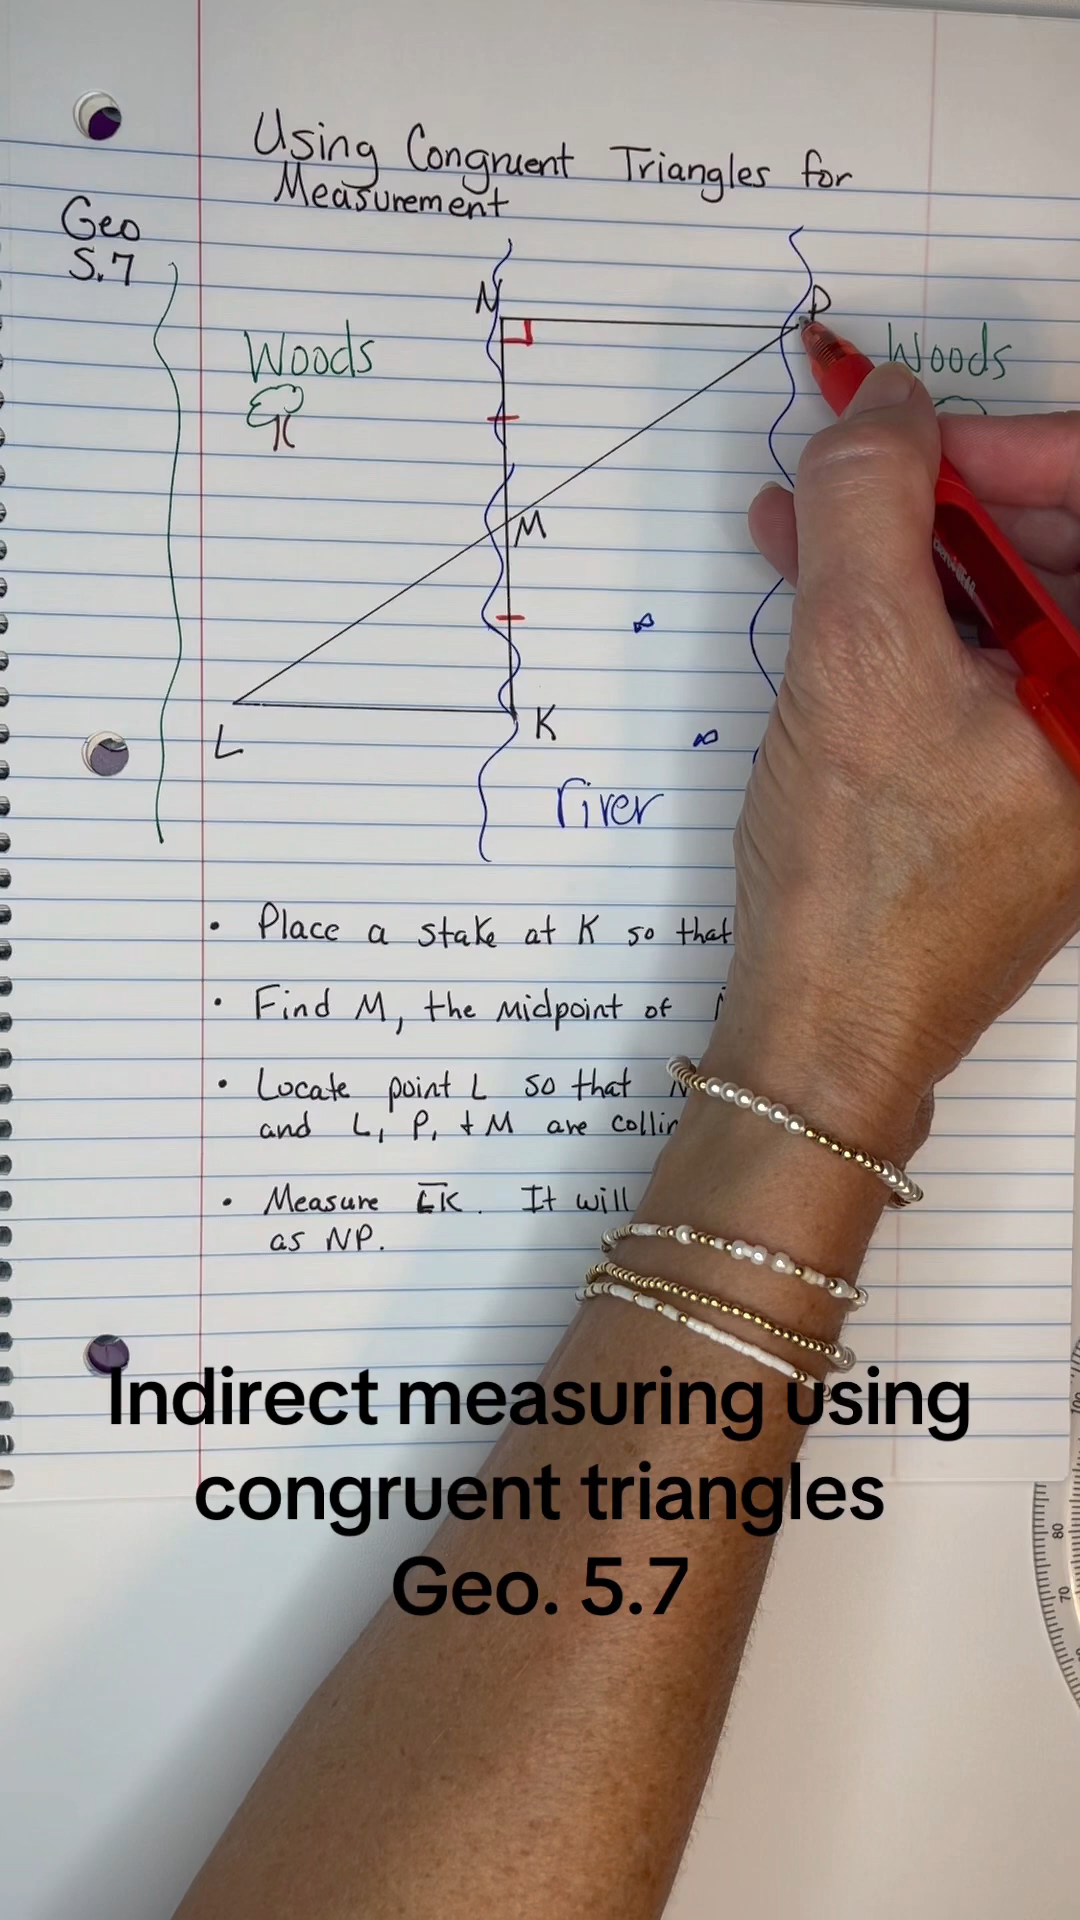 Using Congruent Triangles for
Measurement
Geo
5.7
N
P
Woods
Woods
M
L
K
river
• Place a stake at K so that
• Find M, the midpoint of
• Locate point L so that
and L, P, + M are
• Measure LK. It will
as NP.
Indirect measuring using
congruent triangles
Geo. 5.7
80
70